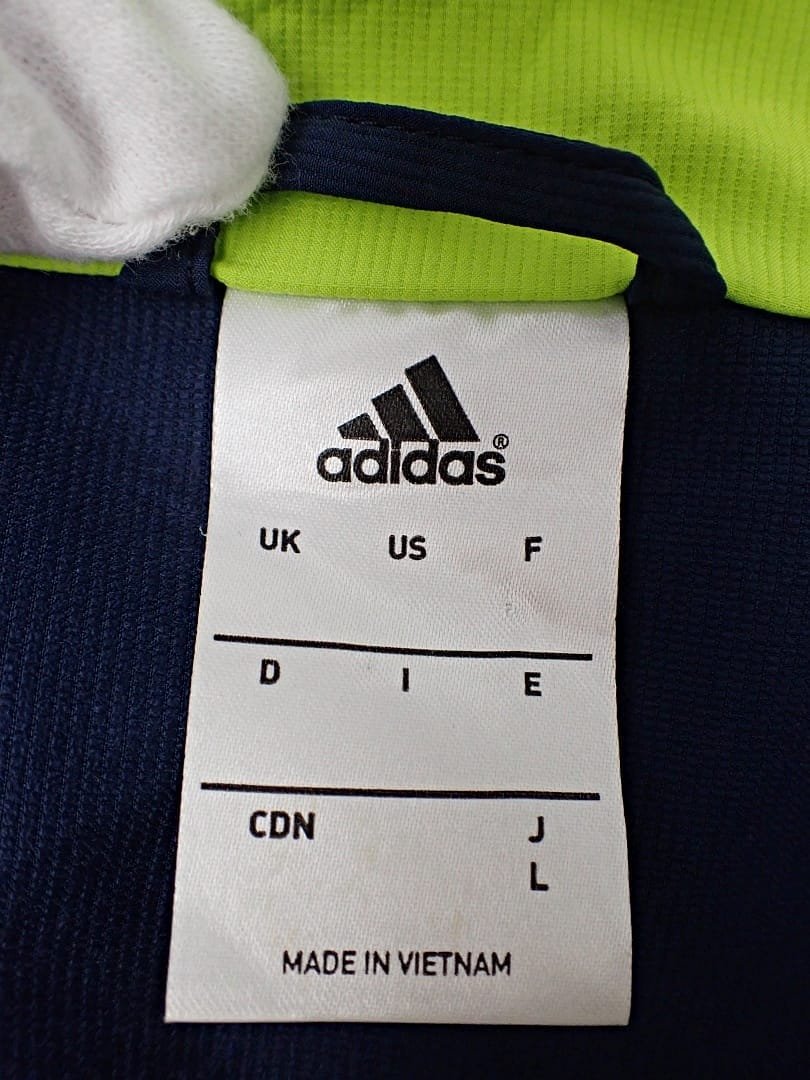 adidas®
UK US F
D I E
CDN J
L
MADE IN VIETNAM